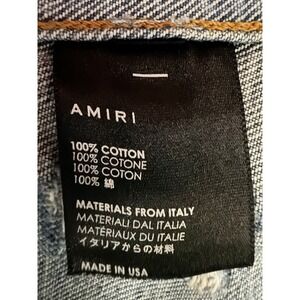 AMIRI
100% COTTON
100% COTONE
100% COTON
100% 綿
MATERIALS FROM ITALY
MATERIALI DAL ITALIA
MATÉRIAUX DU ITALIE
イタリアからの材料
MADE IN USA